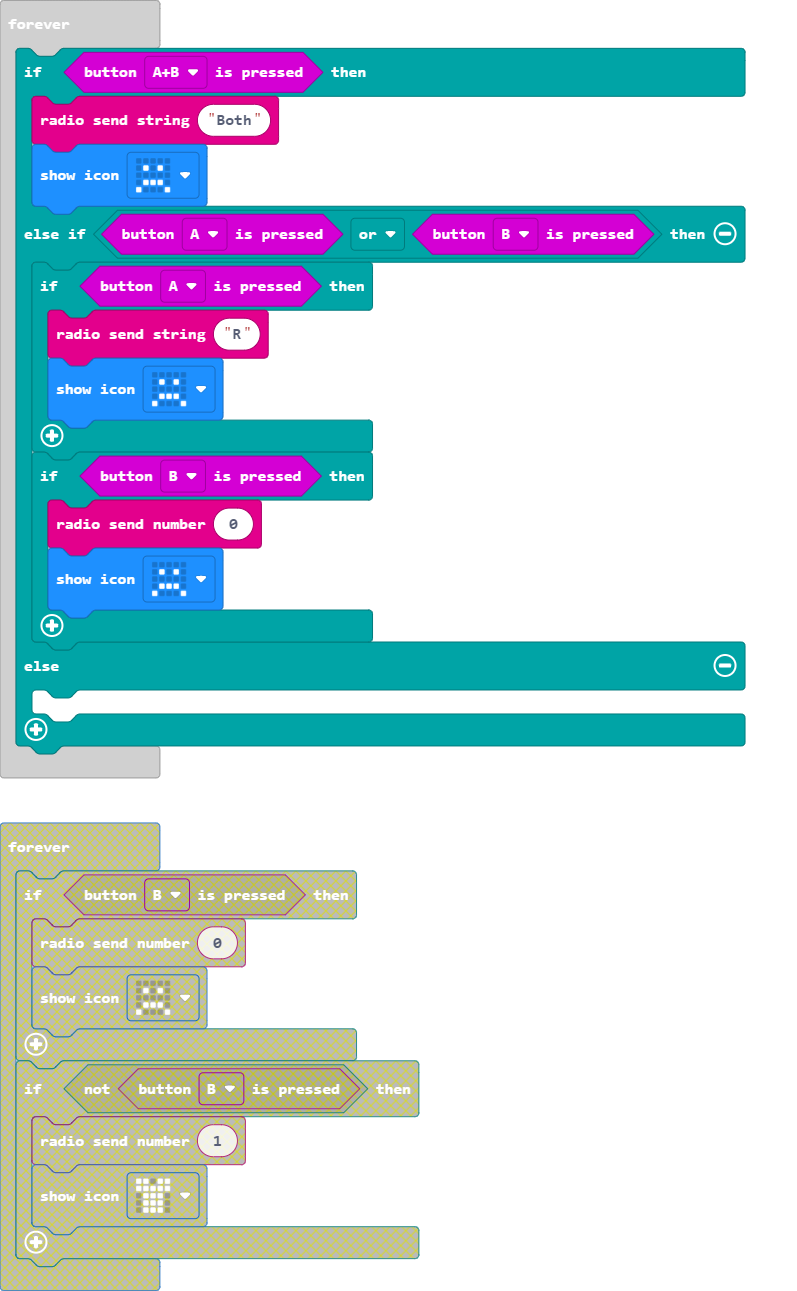 forever
if button A+B is pressed then
radio send string "Both"
show icon
else if button A is pressed or button B is pressed then
if button A is pressed then
radio send string "R"
show icon
if button B is pressed then
radio send number 0
show icon
else
forever
if button B is pressed then
radio send number 0
show icon
if not button B is pressed then
radio send number 1
show icon